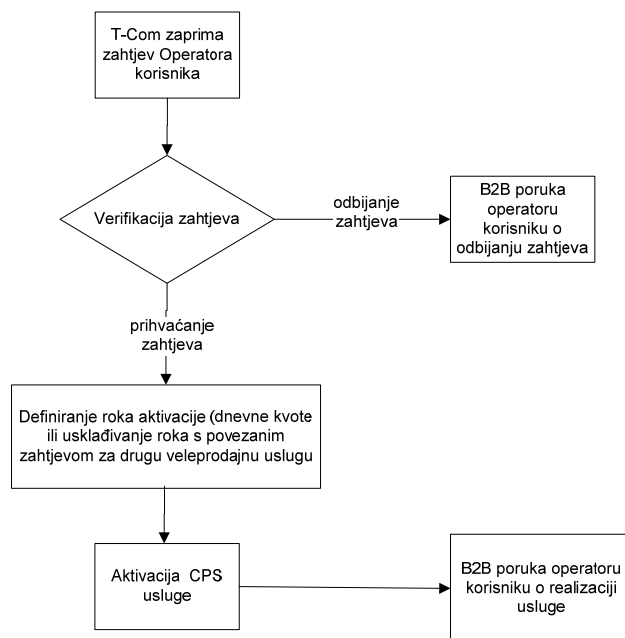 T-Com zaprima
zahtjev Operatora
korisnika
Verifikacija zahtjeva
odbijanje
zahtjeva
B2B poruka
operatoru
korisniku o
odbijanju zahtjeva
prihvaćanje
zahtjeva
Definiranje roka aktivacije (dnevne kvote
ili usklađivanje roka s povezanim
zahtjevom za drugu veleprodajnu uslugu
Aktivacija CPS
usluge
B2B poruka operatoru
korisniku o realizaciji
usluge